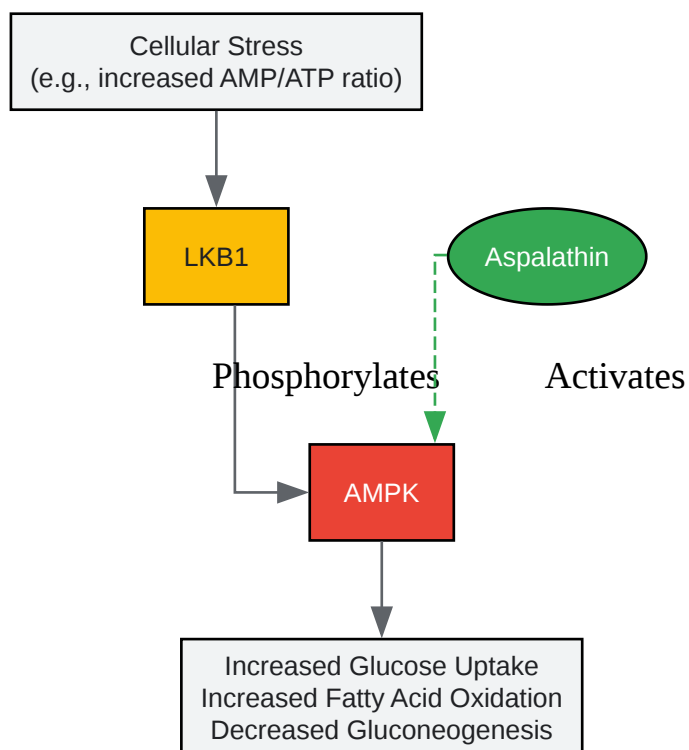 Cellular Stress
(e.g., increased AMP/ATP ratio)
LKB1
Aspalathin
Phosphorylates
Activates
AMPK
Increased Glucose Uptake
Increased Fatty Acid Oxidation
Decreased Gluconeogenesis